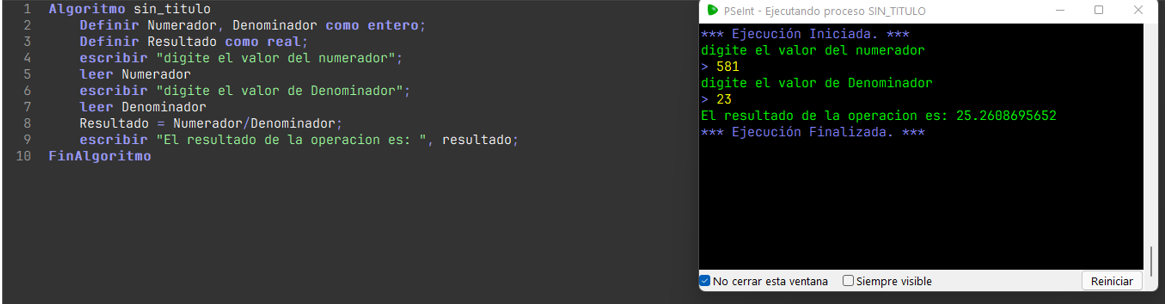 1 Algoritmo sin_titulo
2 Definir Numerador, Denominador como entero;
3 Definir Resultado como real;
4 escribir "digite el valor del numerador";
5 leer Numerador
6 escribir "digite el valor de Denominador";
7 leer Denominador
8 Resultado = Numerador/Denominador;
9 escribir "El resultado de la operacion es: ", resultado;
10 FinAlgoritmo
PSeInt - Ejecutando proceso SIN_TITULO
*** Ejecución Iniciada. ***
digite el valor del numerador
> 581
digite el valor de Denominador
> 23
El resultado de la operacion es: 25.2608695652
*** Ejecución Finalizada. ***
No cerrar esta ventana Siempre visible Reiniciar